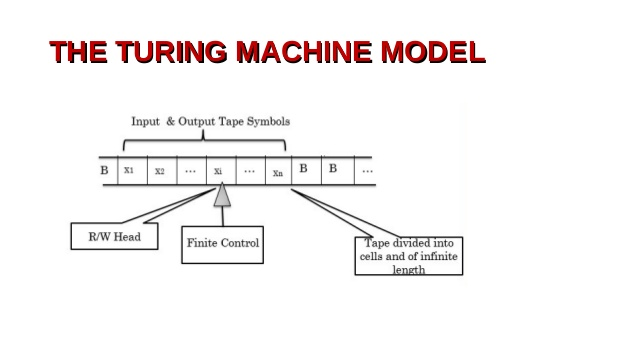 THE TURING MACHINE MODEL
Input & Output Tape Symbols
B X1 X2 ... Xi ... Xn B B ...
R/W Head
Finite Control
Tape divided into
cells and of infinite
length